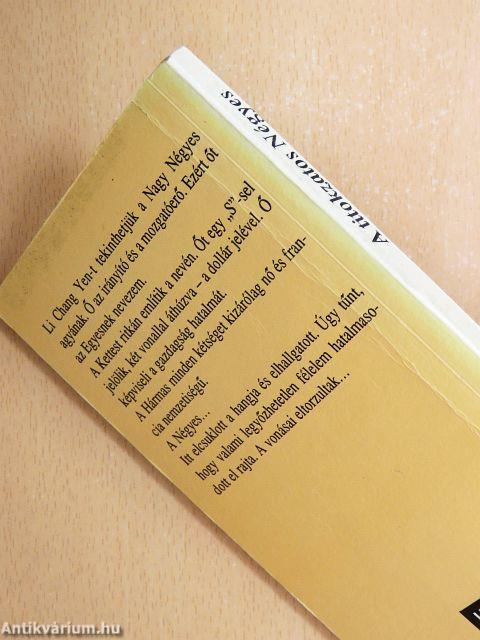 A titokzatos Négyes
Li Chang Yen-t tekinthetjük a Nagy Négyes
agyának. Ő az irányító és a mozgatóerő. Ezért őt
az Egyesnek nevezem.
A Kettest ritkán említik a nevén. Őt egy „S”-sel
jelölik, két vonallal áthúzva – a dollár jelével. Ő
képviseli a gazdagság hatalmát
A Hármas minden kétséget kizárólag nő és fran-
cia nemzetiségű.
A Négyes...
Itt elcsuklott a hangja és elhallgatott. Úgy tűnt,
hogy valami legyőzhetetlen félelem hatalmaso-
dott el rajta. A vonásai eltorzultak...
Antikvárium.hu